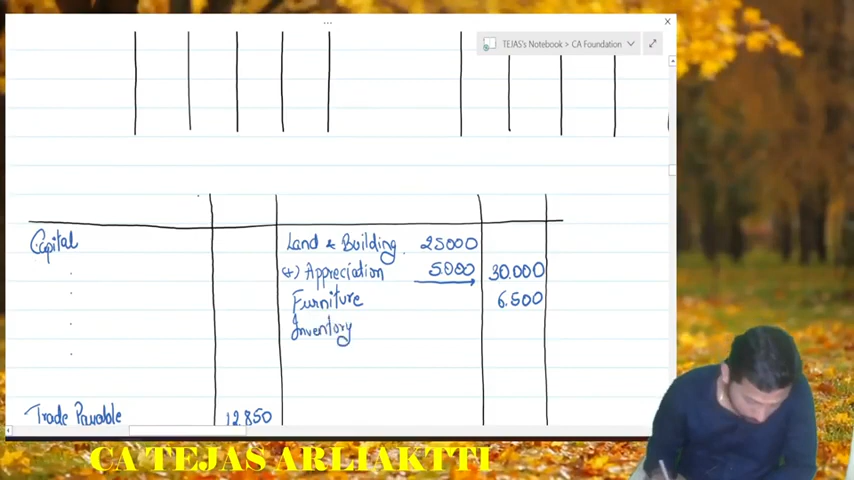 TEJAS's Notebook > CA Foundation
Capital Land & Building 25000
(+) Appreciation 5000 30.000
Furniture 6.500
Inventory
Trade Payable 12.850
CA TEJAS ARLIAKTTI